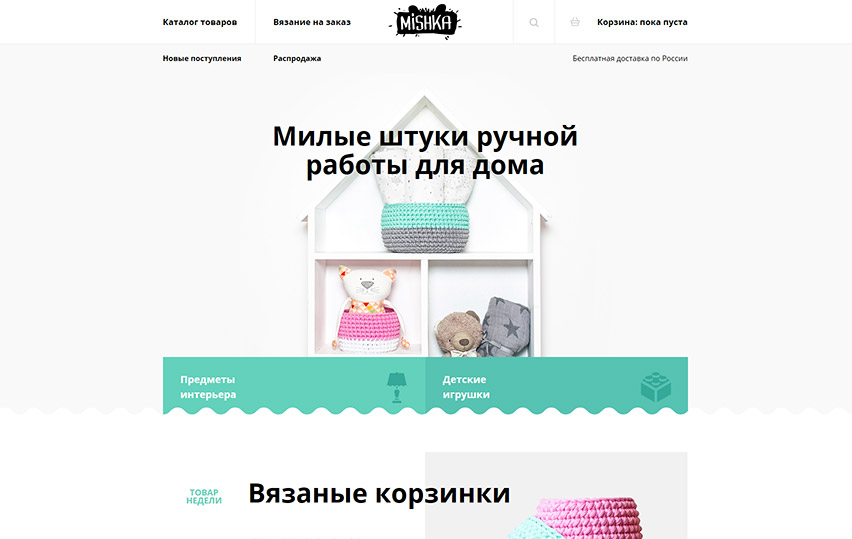 Каталог товаров
Вязание на заказ
MiSHKA
Корзина: пока пуста
Новые поступления
Распродажа
Бесплатная доставка по России
Милые штуки ручной
работы для дома
Предметы
интерьера
Детские
игрушки
ТОВАР
НЕДЕЛИ
Вязаные корзинки